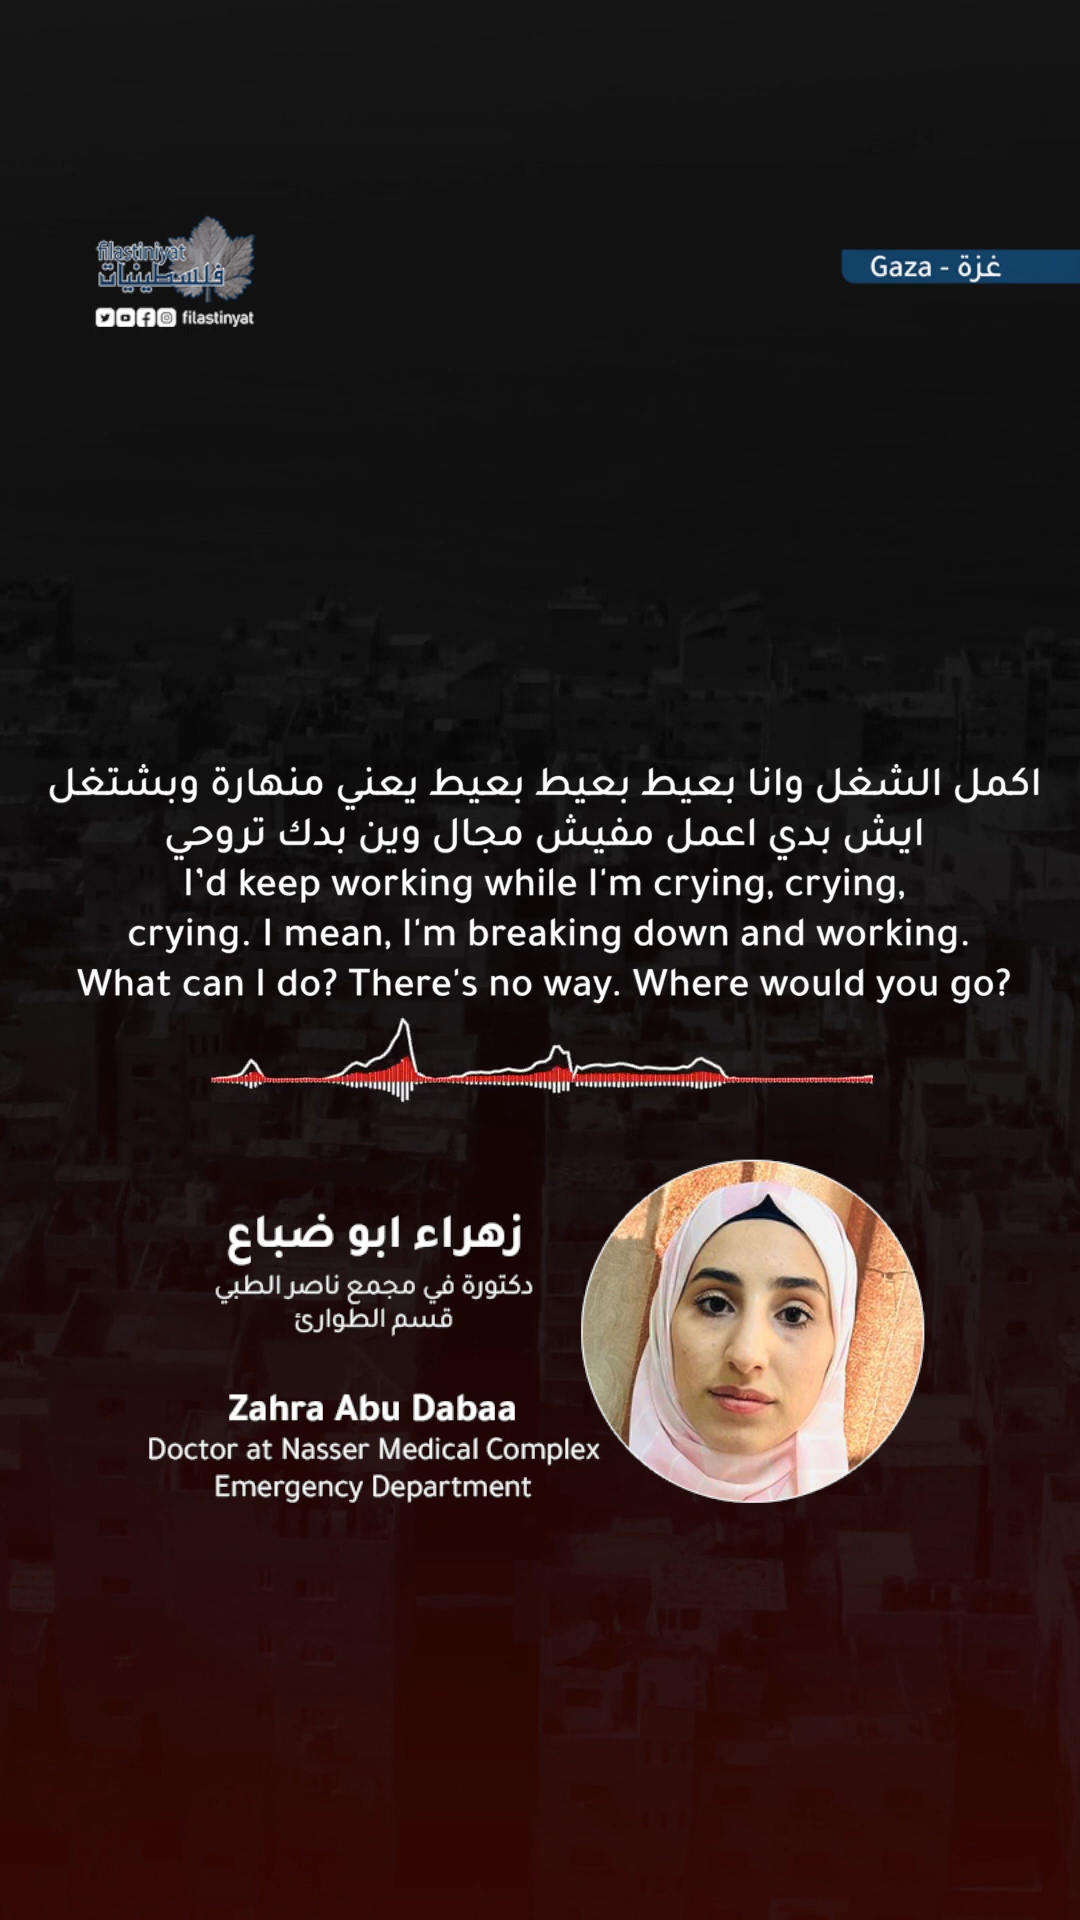 filastiniyat
فلسطينيات
filastinyat
Gaza - غزة
اكمل الشغل وانا بعيط بعيط بعيط يعني منهارة وبشتغل
ايش بدي اعمل مفيش مجال وين بدك تروحي
I’d keep working while I'm crying, crying,
crying. I mean, I'm breaking down and working.
What can I do? There's no way. Where would you go?
زهراء ابو ضباع
دكتورة في مجمع ناصر الطبي
قسم الطوارئ
Zahra Abu Dabaa
Doctor at Nasser Medical Complex
Emergency Department